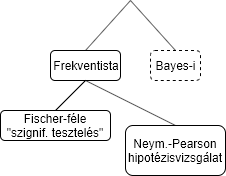 Frekventista
Bayes-i
Fischer-féle
"szignif. tesztelés"
Neym.-Pearson
hipotézisvizsgálat